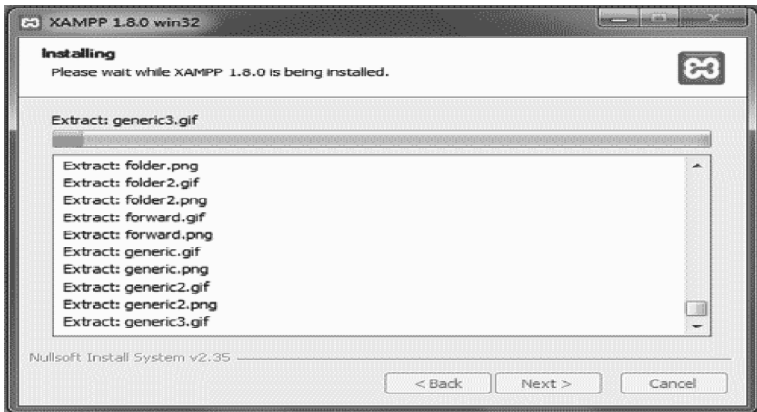 XAMPP 1.8.0 win32
Installing
Please wait while XAMPP 1.8.0 is being installed.
Extract: generic3.gif
Extract: folder.png
Extract: folder2.gif
Extract: folder2.png
Extract: forward.gif
Extract: forward.png
Extract: generic.gif
Extract: generic.png
Extract: generic2.gif
Extract: generic2.png
Extract: generic3.gif
Nullsoft Install System v2.35
< Back Next > Cancel